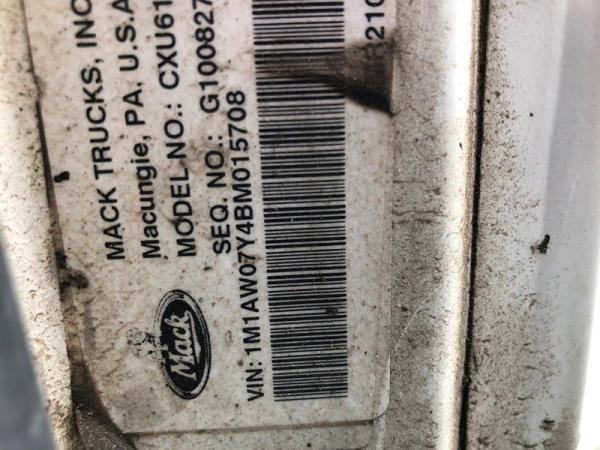 MACK TRUCKS, INC
Macungie, PA, U.S.A
MODEL NO.: CXU61
SEQ. NO.: G100827
VIN: 1M1AW07Y4BM015708
Mack